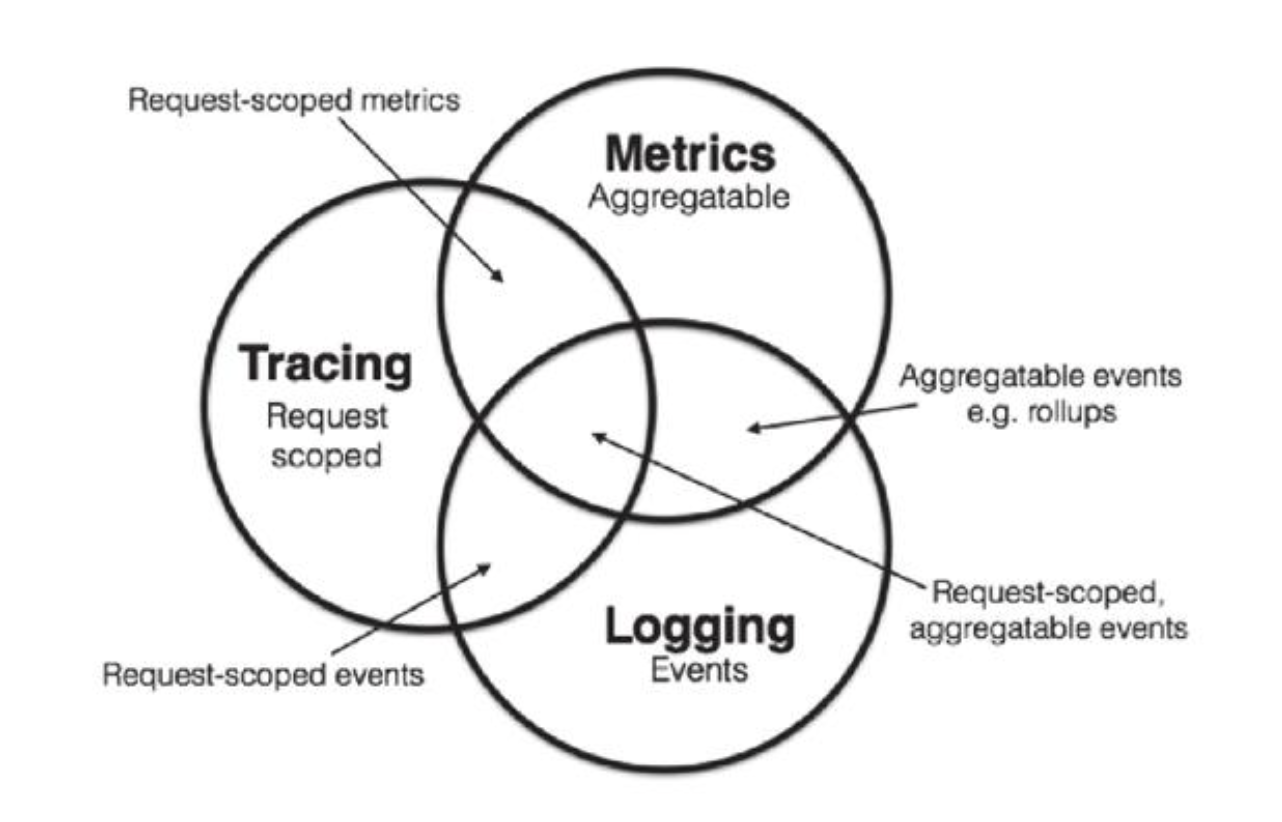 Request-scoped metrics
Metrics
Aggregatable
Tracing
Request
scoped
Aggregatable events
e.g. rollups
Request-scoped,
aggregatable events
Logging
Events
Request-scoped events